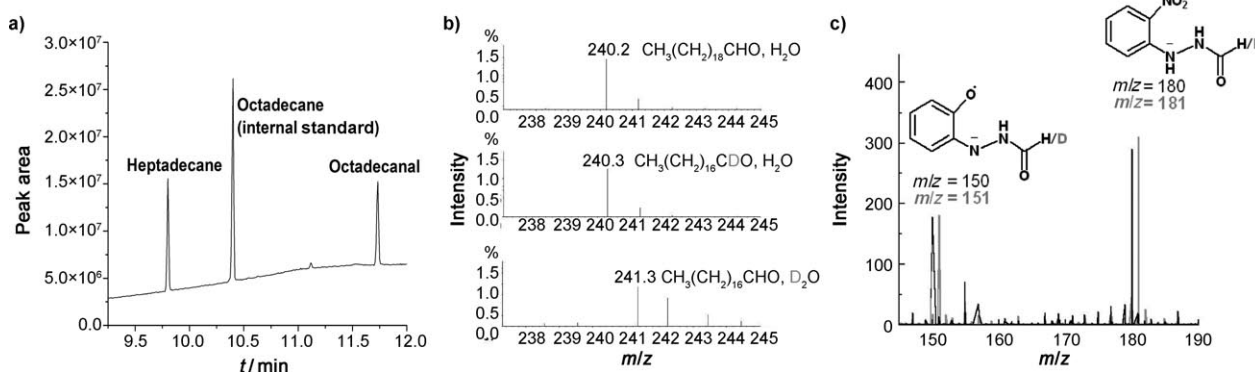 a)
Peak area
3.0×10⁷
2.5×10⁷
2.0×10⁷
1.5×10⁷
1.0×10⁷
5.0×10⁶
0.0
Heptadecane
Octadecane
(internal standard)
Octadecanal
9.5 10.0 10.5 11.0 11.5 12.0
t / min
b)
Intensity
%
1.5
1.0
0.5
0.0
240.2 CH₃(CH₂)₁₈CHO, H₂O
238 239 240 241 242 243 244 245
%
1.5
1.0
0.5
0.0
240.3 CH₃(CH₂)₁₆CDO, H₂O
238 239 240 241 242 243 244 245
%
1.5
1.0
0.5
0.0
241.3 CH₃(CH₂)₁₆CHO, D₂O
238 239 240 241 242 243 244 245
m/z
c)
Intensity
400
300
200
100
0
NO₂
H
N
N
H
H/
O
m/z = 180
m/z = 181
O
H
N
N
H/D
O
m/z = 150
m/z = 151
150 160 170 180 190
m/z